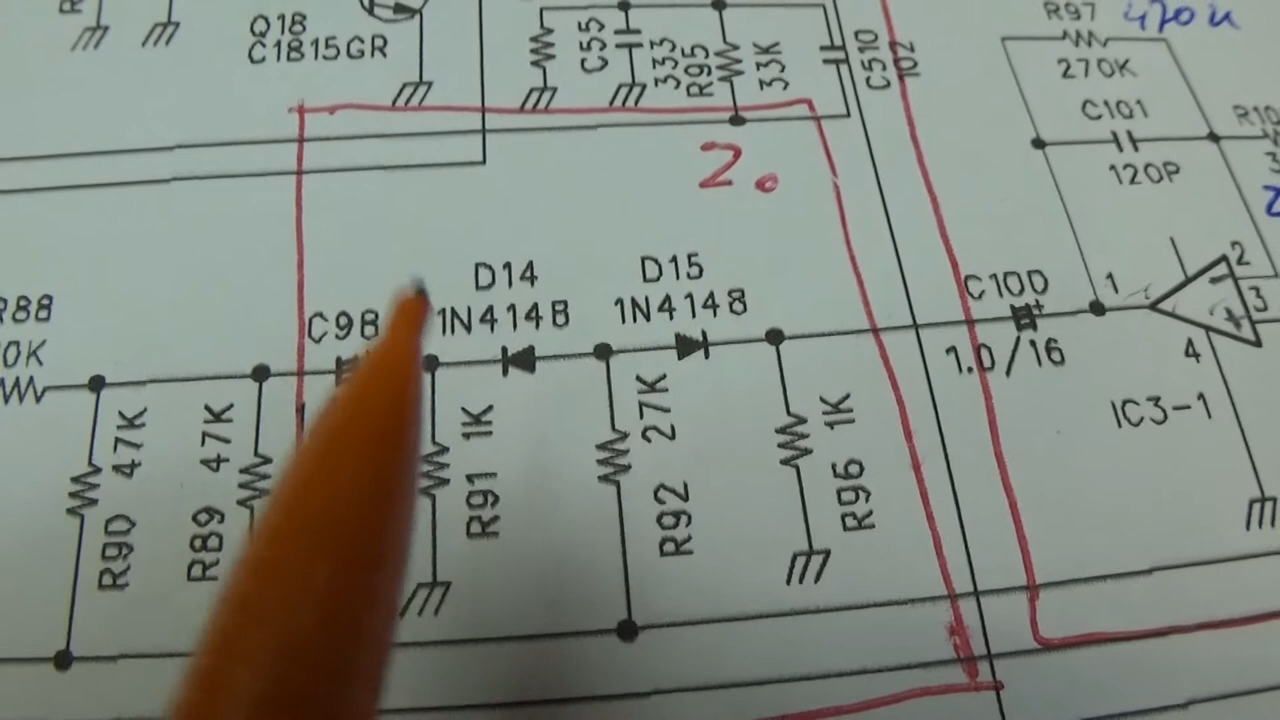 Q18
C1815GR
C55
333
R95
33K
C510
102
R97
470k
270K
C101
120P
2.
R88
C98
D14
1N4148
D15
1N4148
C100
1.0/16
1
2
3
4
IC3-1
R90 47K
R89 47K
R91 1K
R92 27K
R96 1K